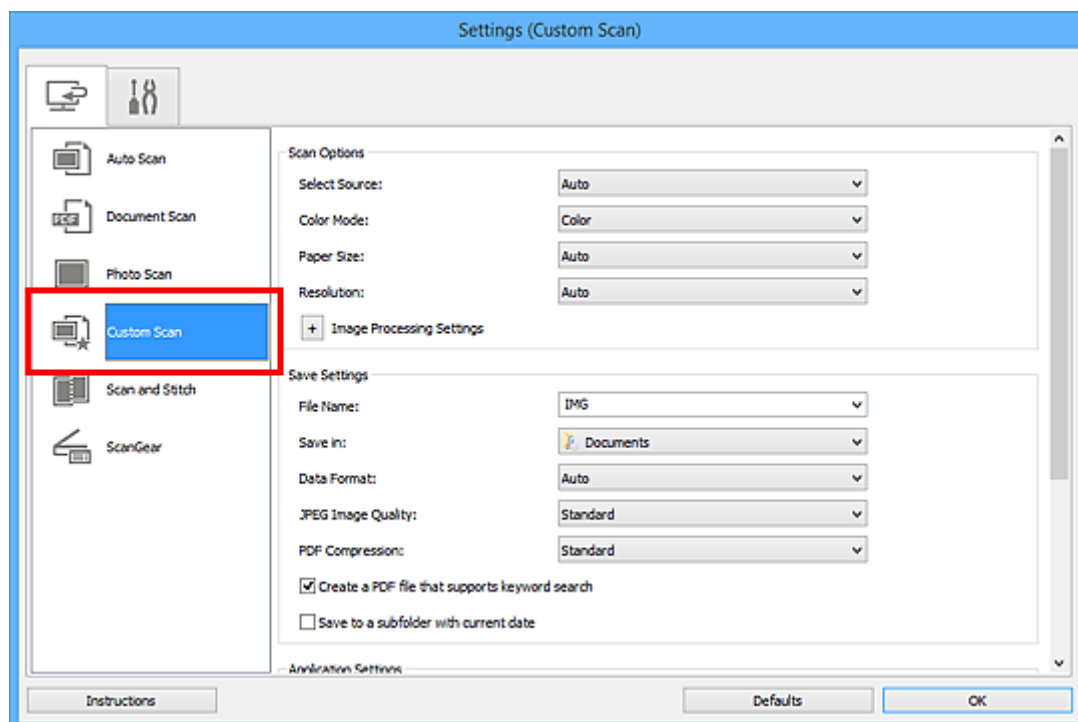 Settings (Custom Scan)
Auto Scan
Document Scan
Photo Scan
Custom Scan
Scan and Stitch
ScanGear
Scan Options
Select Source: Auto
Color Mode: Color
Paper Size: Auto
Resolution: Auto
+ Image Processing Settings
Save Settings
File Name: IMG
Save in: Documents
Data Format: Auto
JPEG Image Quality: Standard
PDF Compression: Standard
Create a PDF file that supports keyword search
Save to a subfolder with current date
Application Settings
Instructions
Defaults
OK